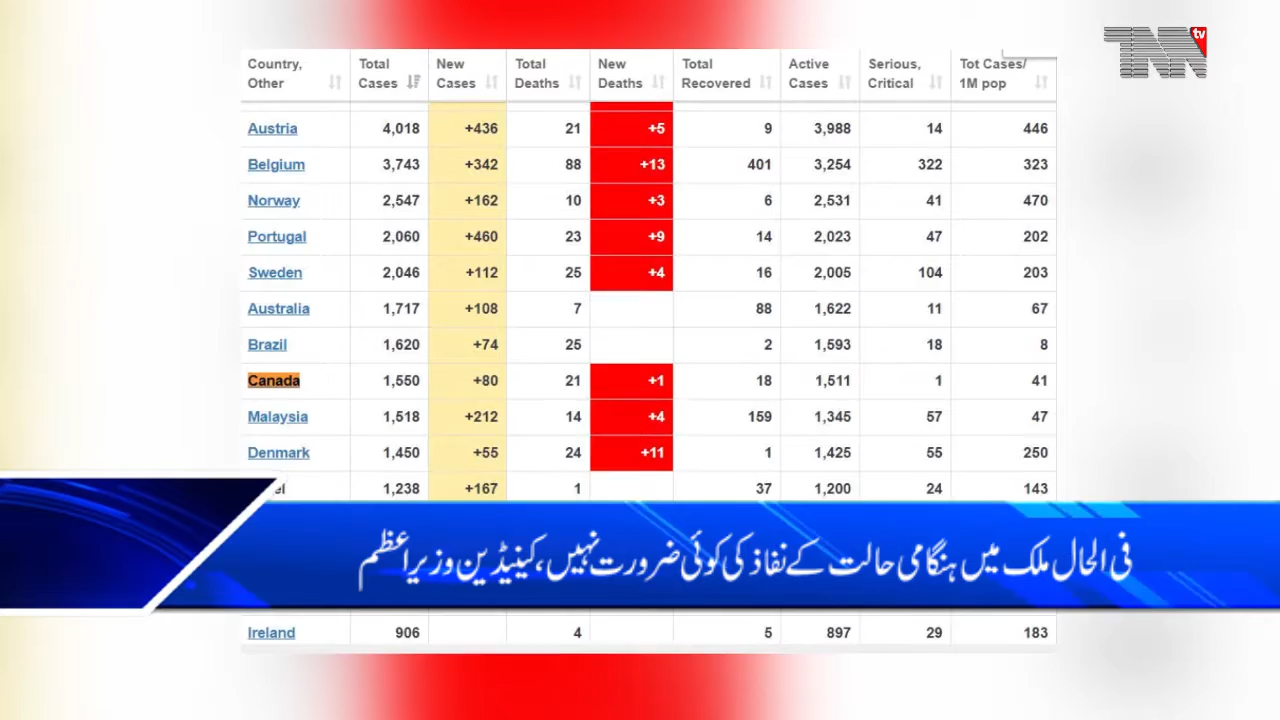 TNN tv
Country, Other Total Cases New Cases Total Deaths New Deaths Total Recovered Active Cases Serious, Critical Tot Cases/ 1M pop
Austria 4,018 +436 21 +5 9 3,988 14 446
Belgium 3,743 +342 88 +13 401 3,254 322 323
Norway 2,547 +162 10 +3 6 2,531 41 470
Portugal 2,060 +460 23 +9 14 2,023 47 202
Sweden 2,046 +112 25 +4 16 2,005 104 203
Australia 1,717 +108 7 88 1,622 11 67
Brazil 1,620 +74 25 2 1,593 18 8
Canada 1,550 +80 21 +1 18 1,511 1 41
Malaysia 1,518 +212 14 +4 159 1,345 57 47
Denmark 1,450 +55 24 +11 1 1,425 55 250
1,238 +167 1 37 1,200 24 143
فی الحال ملک میں ہنگامی حالت کے نفاذ کی کوئی ضرورت نہیں، کینیڈین وزیراعظم
Ireland 906 4 5 897 29 183